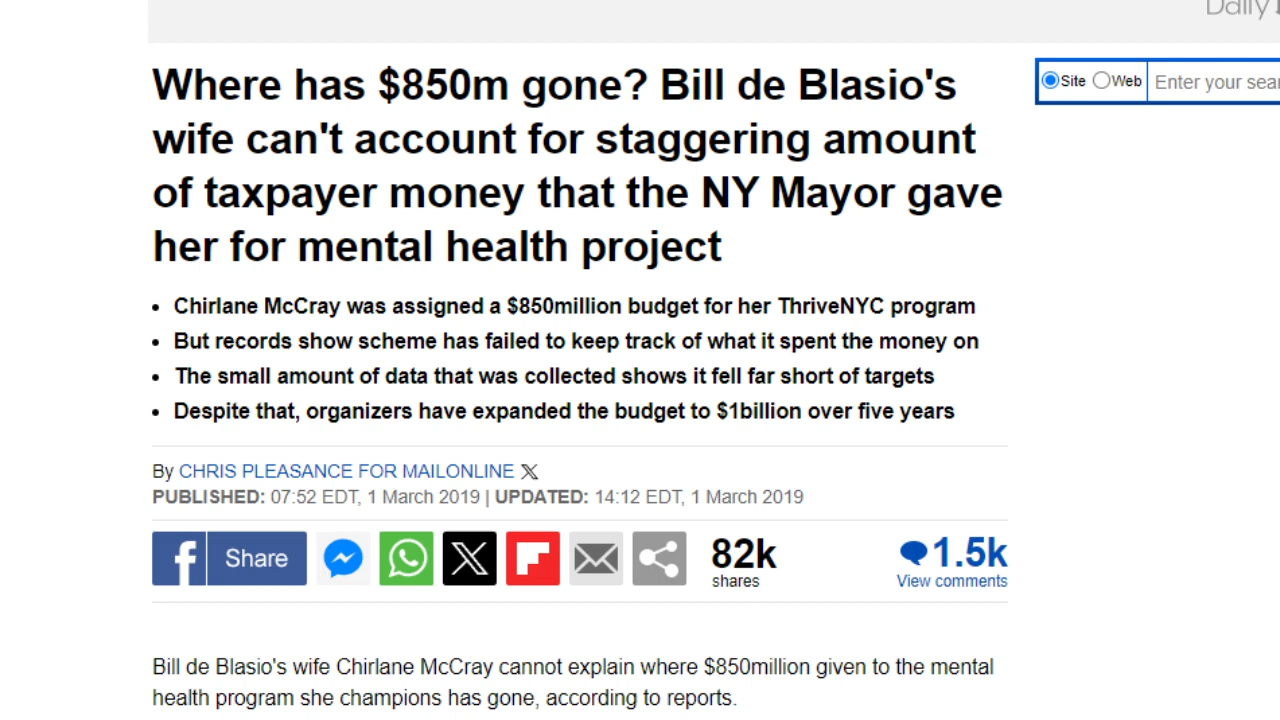 Daily
Where has $850m gone? Bill de Blasio's
wife can't account for staggering amount
of taxpayer money that the NY Mayor gave
her for mental health project
Site Web Enter your
• Chirlane McCray was assigned a $850million budget for her ThriveNYC program
• But records show scheme has failed to keep track of what it spent the money on
• The small amount of data that was collected shows it fell far short of targets
• Despite that, organizers have expanded the budget to $1billion over five years
By CHRIS PLEASANCE FOR MAILONLINE
PUBLISHED: 07:52 EDT, 1 March 2019 | UPDATED: 14:12 EDT, 1 March 2019
Share
82k
shares
1.5k
View comments
Bill de Blasio's wife Chirlane McCray cannot explain where $850million given to the mental
health program she champions has gone, according to reports.